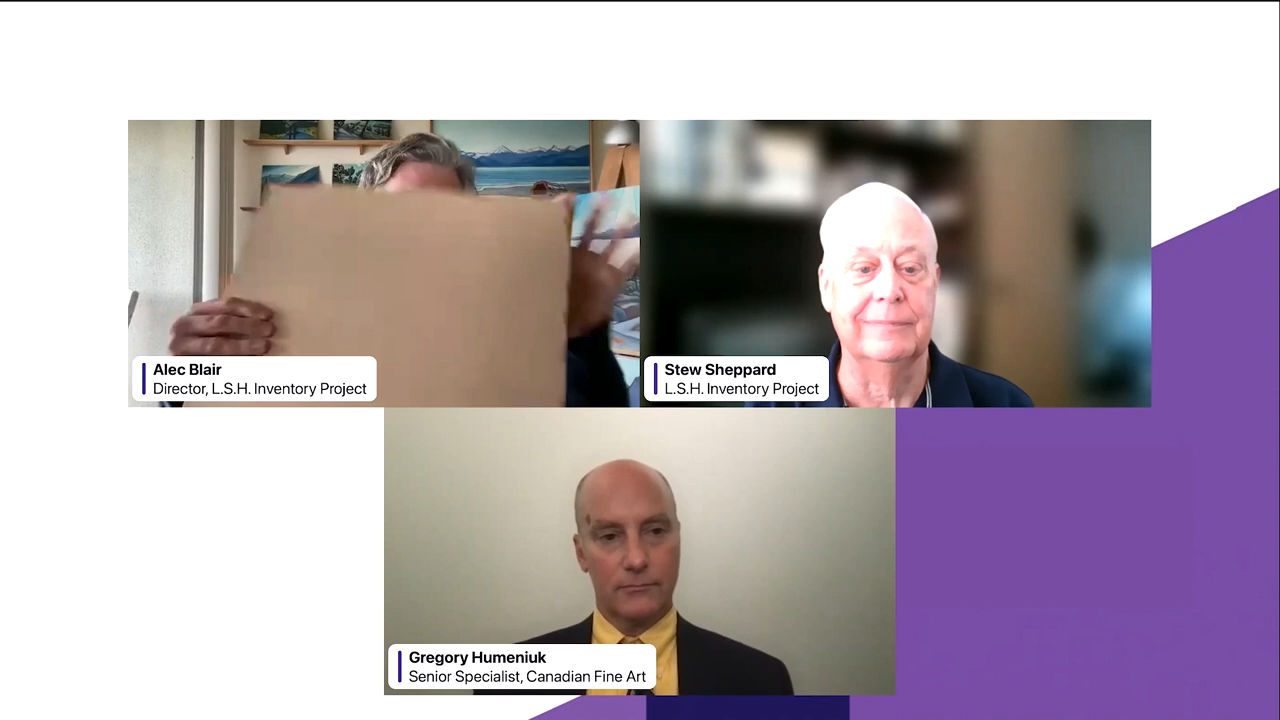 Alec Blair
Director, L.S.H. Inventory Project
Stew Sheppard
L.S.H. Inventory Project
Gregory Humeniuk
Senior Specialist, Canadian Fine Art